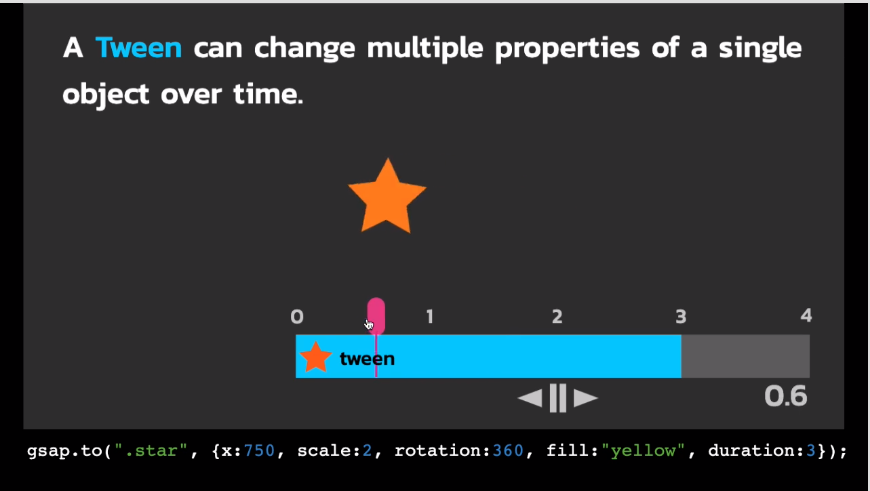 A Tween can change multiple properties of a single
object over time.
0 1 2 3 4
tween
0.6
gsap.to(".star", {x:750, scale:2, rotation:360, fill:"yellow", duration:3});